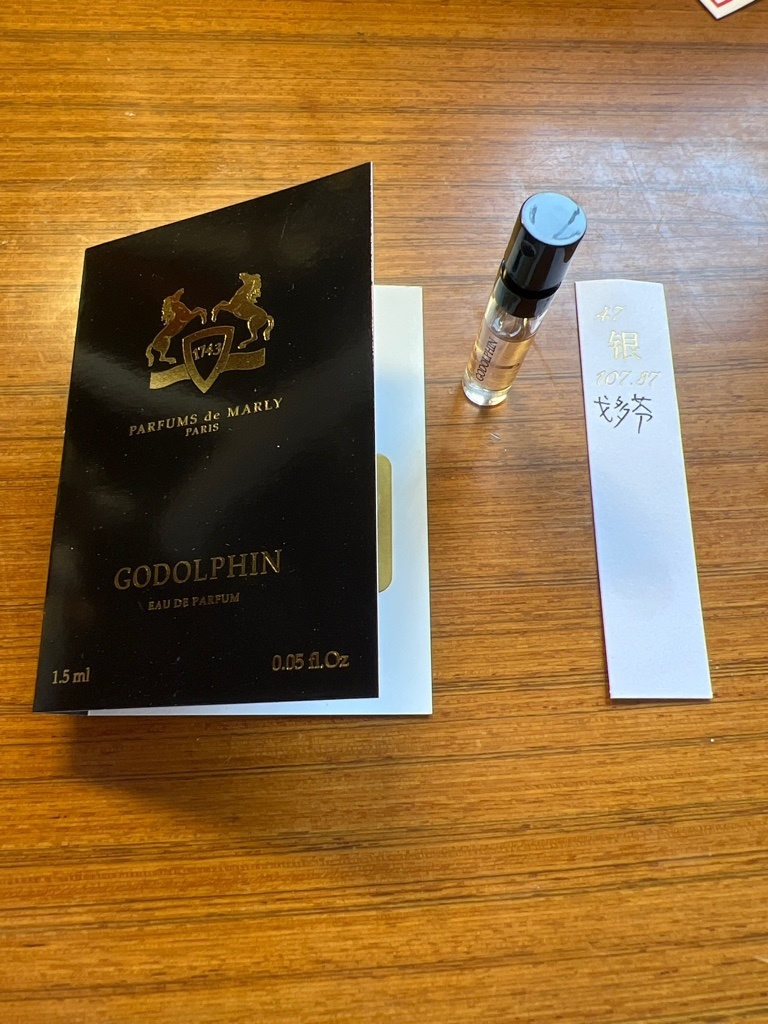 1743
PARFUMS de MARLY
PARIS
GODOLPHIN
EAU DE PARFUM
1.5 ml
0.05 fl.Oz
GODOLPHIN
47
银
107.87
戈多芬